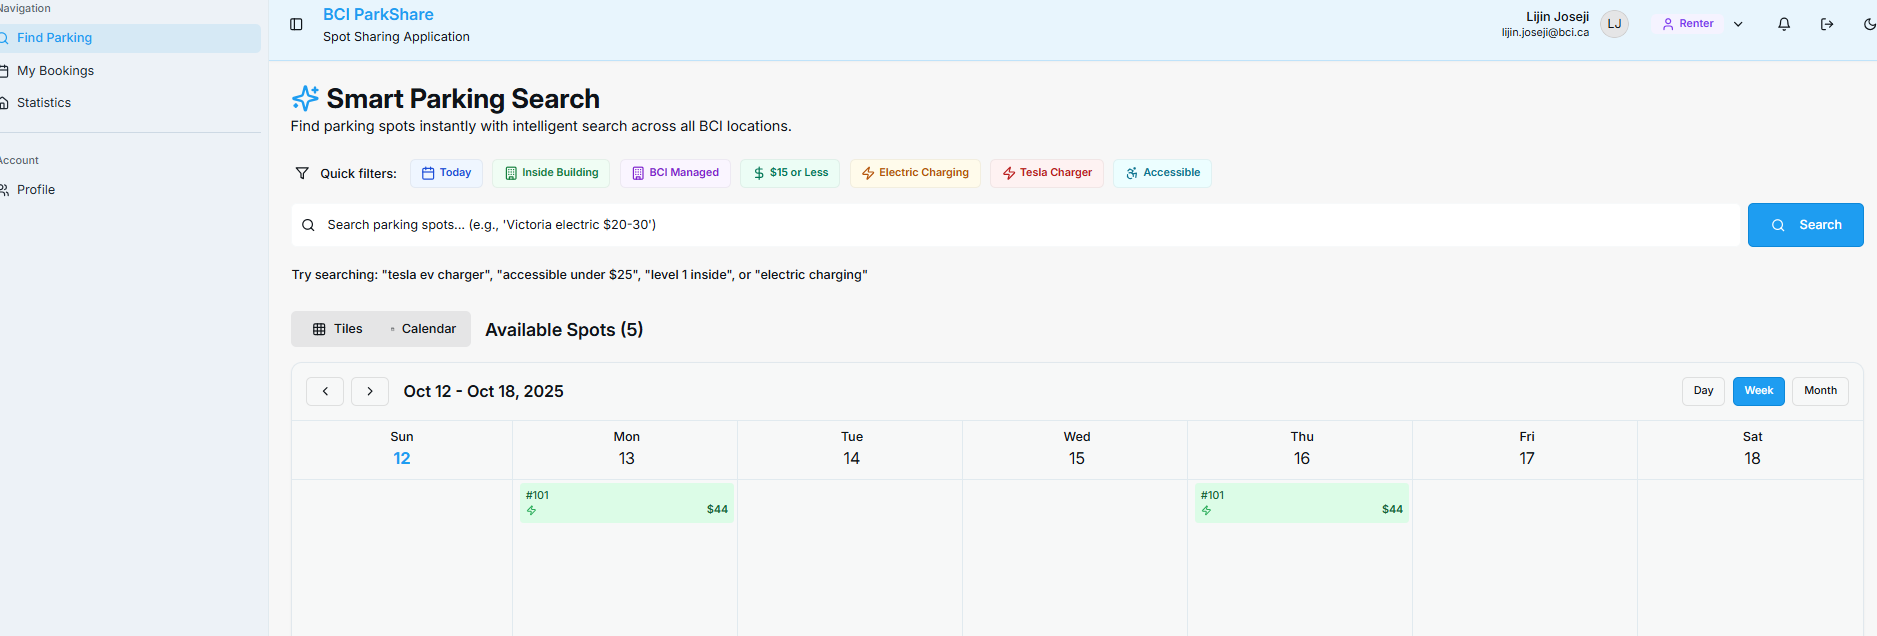 Navigation
Find Parking
My Bookings
Statistics
Account
Profile
BCI ParkShare
Spot Sharing Application
Lijin Joseji
lijin.joseji@bci.ca
LJ
Renter
Smart Parking Search
Find parking spots instantly with intelligent search across all BCI locations.
Quick filters: Today Inside Building BCI Managed $15 or Less Electric Charging Tesla Charger Accessible
Search parking spots... (e.g., 'Victoria electric $20-30')
Search
Try searching: "tesla ev charger", "accessible under $25", "level 1 inside", or "electric charging"
Tiles Calendar Available Spots (5)
Oct 12 - Oct 18, 2025
Day Week Month
Sun Mon Tue Wed Thu Fri Sat
12 13 14 15 16 17 18
#101 #101
$44 $44